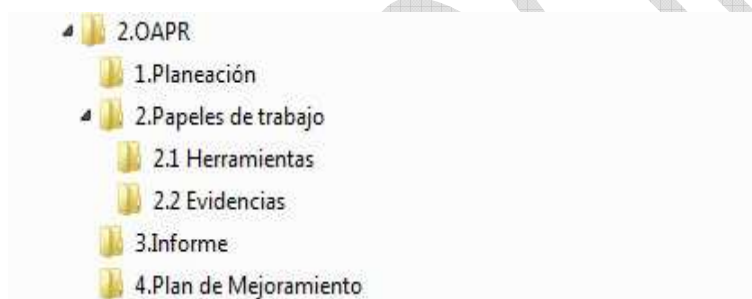 2.OAPR
1.Planeación
2.Papeles de trabajo
2.1 Herramientas
2.2 Evidencias
3.Informe
4.Plan de Mejoramiento